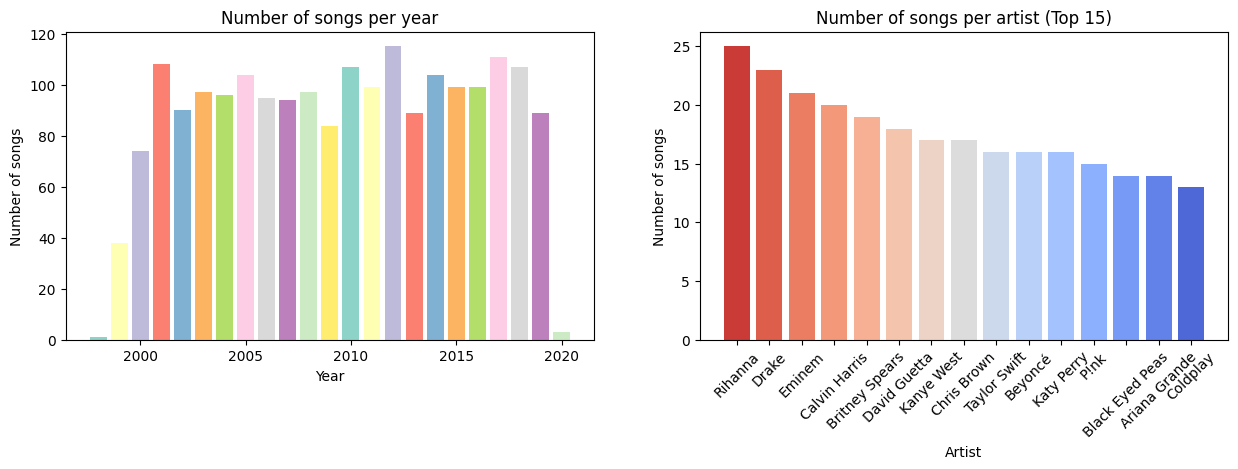 Number of songs per year
Number of songs
120
100
80
60
40
20
0
2000
2005
2010
2015
2020
Year
Number of songs per artist (Top 15)
Number of songs
25
20
15
10
5
0
Rihanna
Drake
Eminem
Calvin Harris
Britney Spears
David Guetta
Kanye West
Chris Brown
Taylor Swift
Beyoncé
Katy Perry
P!nk
Black Eyed Peas
Ariana Grande
Coldplay
Artist